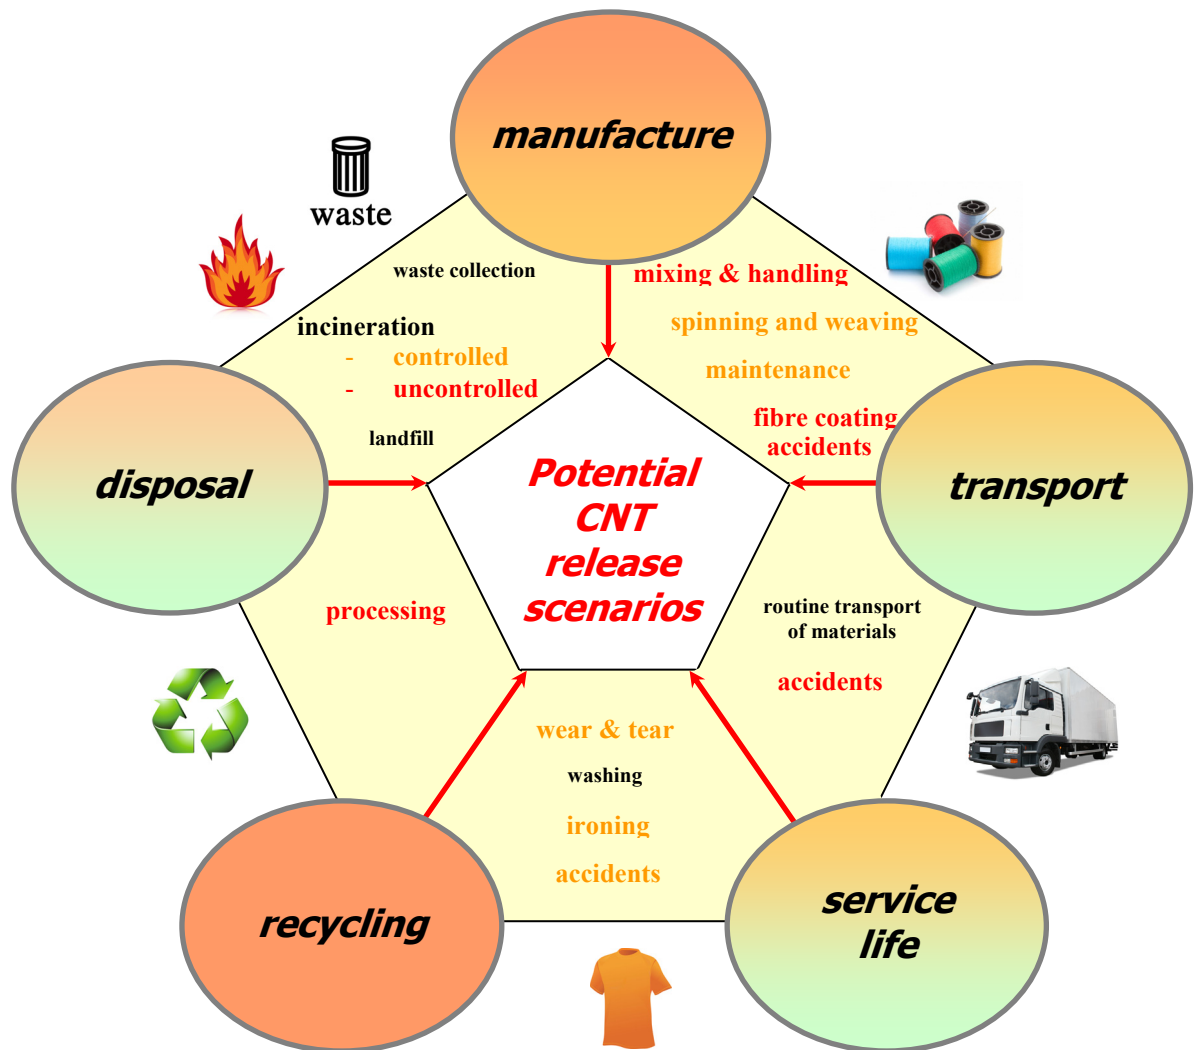 manufacture
waste
waste collection
mixing & handling
incineration
spinning and weaving
- controlled
maintenance
- uncontrolled
fibre coating
landfill
accidents
disposal
Potential
CNT
release
scenarios
transport
processing
routine transport
of materials
accidents
wear & tear
washing
ironing
accidents
recycling
service
life